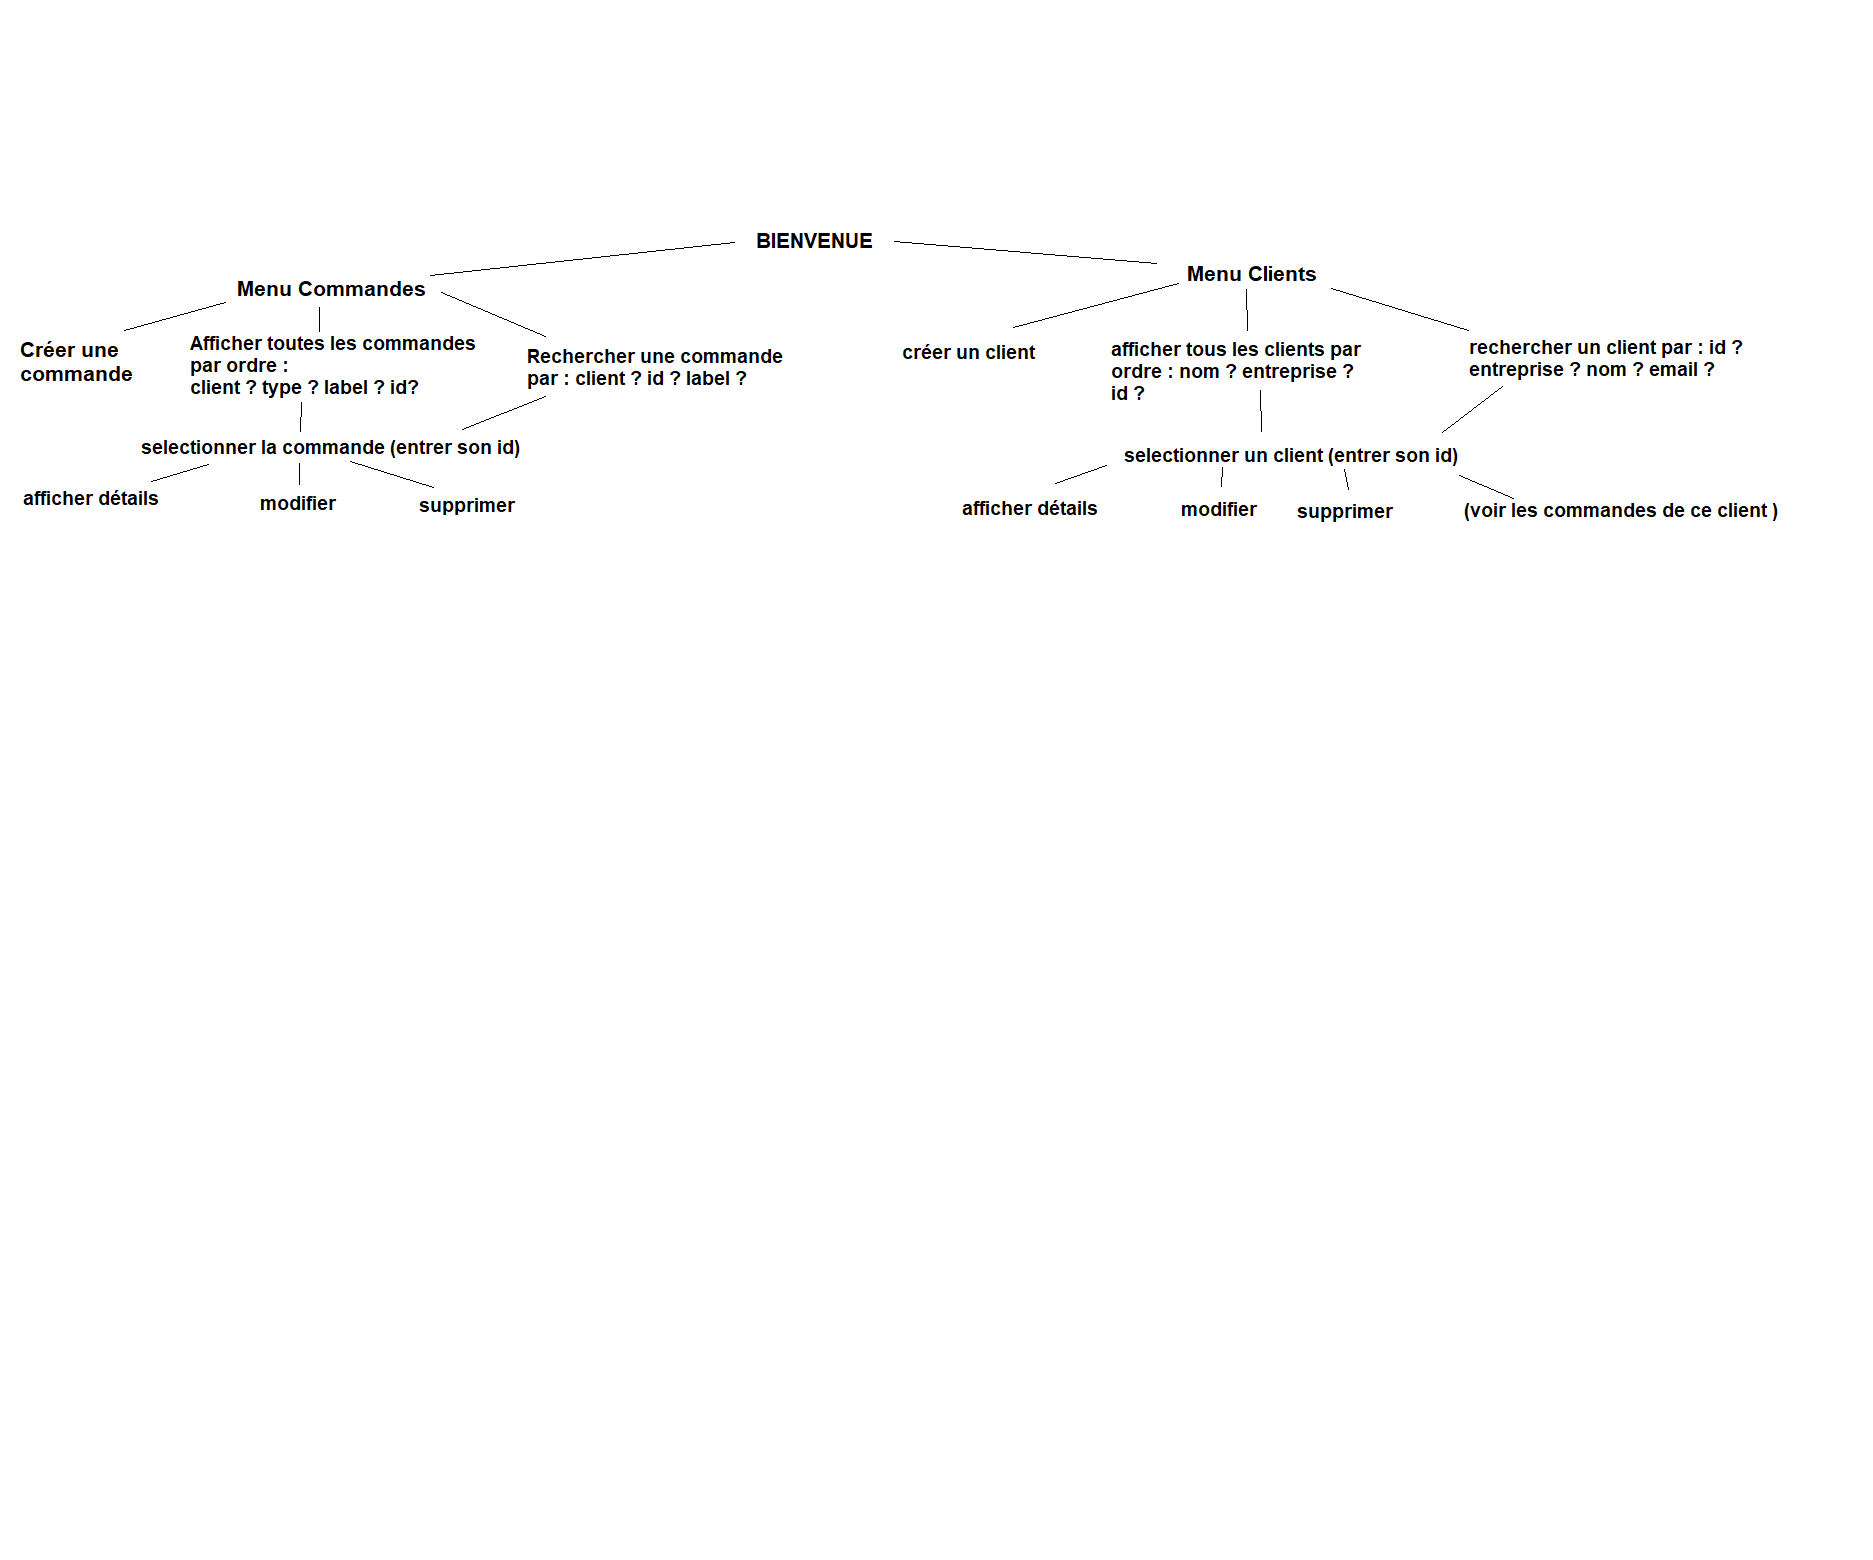 BIENVENUE
Menu Commandes
Menu Clients
Créer une
commande
Afficher toutes les commandes
par ordre :
client ? type ? label ? id?
Rechercher une commande
par : client ? id ? label ?
créer un client
afficher tous les clients par
ordre : nom ? entreprise ?
id ?
rechercher un client par : id ?
entreprise ? nom ? email ?
selectionner la commande (entrer son id)
selectionner un client (entrer son id)
afficher détails
modifier
supprimer
afficher détails
modifier
supprimer
(voir les commandes de ce client )